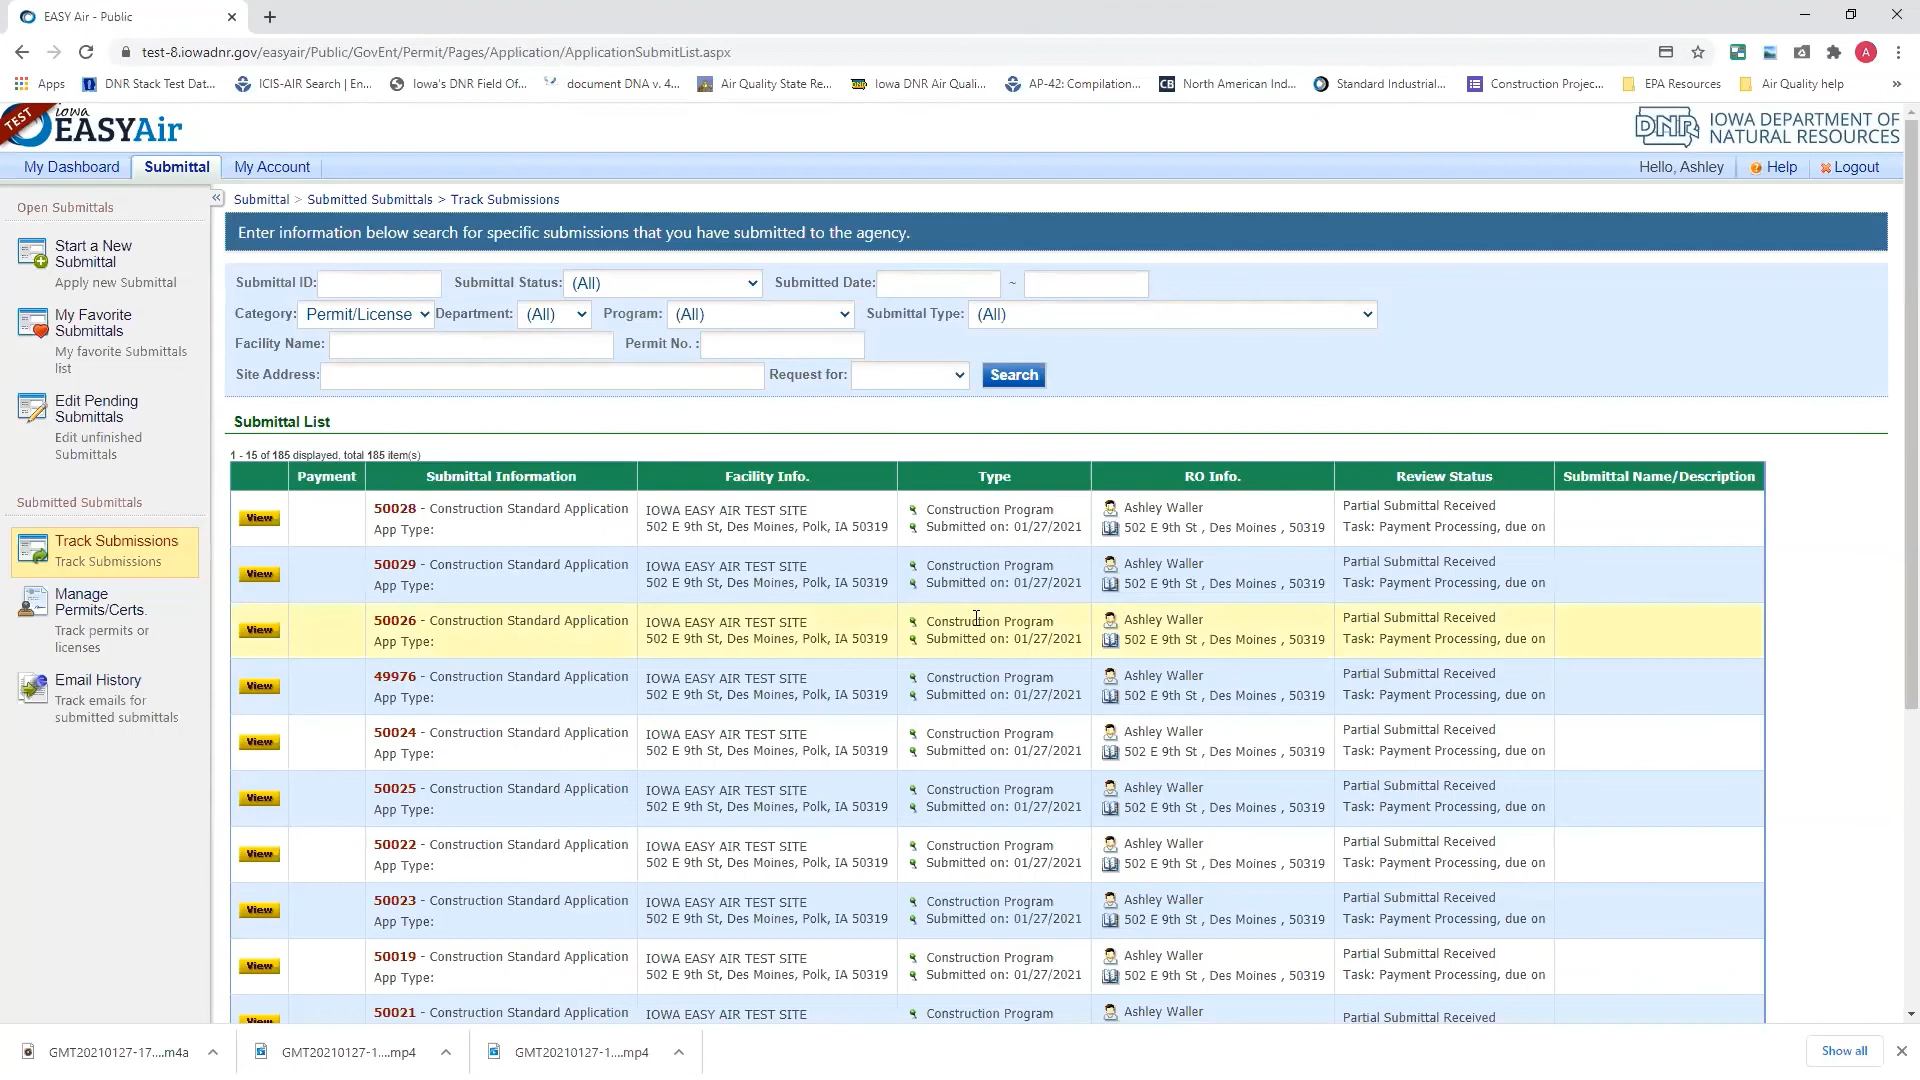 EASY Air - Public
test-8.iowadnr.gov/easyair/Public/GovEnt/Permit/Pages/Application/ApplicationSubmitList.aspx
A
Apps
DNR Stack Test Dat...
ICIS-AIR Search | En...
Iowa's DNR Field Of...
document DNA v. 4...
Air Quality State Re...
Iowa DNR Air Quali...
AP-42: Compilation...
CB North American Ind...
Standard Industrial...
Construction Projec...
EPA Resources
Air Quality help
»
TEST
iowa
EASYAir
DNR
IOWA DEPARTMENT OF
NATURAL RESOURCES
My Dashboard
Submittal
My Account
Hello, Ashley
Help
Logout
Open Submittals
Start a New
Submittal
Apply new Submittal
My Favorite
Submittals
My favorite Submittals
list
Edit Pending
Submittals
Edit unfinished
Submittals
Submitted Submittals
Track Submissions
Track Submissions
Manage
Permits/Certs.
Track permits or
licenses
Email History
Track emails for
submitted submittals
«
Submittal > Submitted Submittals > Track Submissions
Enter information below search for specific submissions that you have submitted to the agency.
Submittal ID: Submittal Status: (All) Submitted Date: ~
Category: Permit/License Department: (All) Program: (All) Submittal Type: (All)
Facility Name: Permit No. :
Site Address: Request for: Search
Submittal List
1 - 15 of 185 displayed, total 185 item(s)
Payment Submittal Information Facility Info. Type RO Info. Review Status Submittal Name/Description
View
50028 - Construction Standard Application
App Type:
IOWA EASY AIR TEST SITE
502 E 9th St, Des Moines, Polk, IA 50319
Construction Program
Submitted on: 01/27/2021
Ashley Waller
502 E 9th St , Des Moines , 50319
Partial Submittal Received
Task: Payment Processing, due on
View
50029 - Construction Standard Application
App Type:
IOWA EASY AIR TEST SITE
502 E 9th St, Des Moines, Polk, IA 50319
Construction Program
Submitted on: 01/27/2021
Ashley Waller
502 E 9th St , Des Moines , 50319
Partial Submittal Received
Task: Payment Processing, due on
View
50026 - Construction Standard Application
App Type:
IOWA EASY AIR TEST SITE
502 E 9th St, Des Moines, Polk, IA 50319
Construction Program
Submitted on: 01/27/2021
Ashley Waller
502 E 9th St , Des Moines , 50319
Partial Submittal Received
Task: Payment Processing, due on
View
49976 - Construction Standard Application
App Type:
IOWA EASY AIR TEST SITE
502 E 9th St, Des Moines, Polk, IA 50319
Construction Program
Submitted on: 01/27/2021
Ashley Waller
502 E 9th St , Des Moines , 50319
Partial Submittal Received
Task: Payment Processing, due on
View
50024 - Construction Standard Application
App Type:
IOWA EASY AIR TEST SITE
502 E 9th St, Des Moines, Polk, IA 50319
Construction Program
Submitted on: 01/27/2021
Ashley Waller
502 E 9th St , Des Moines , 50319
Partial Submittal Received
Task: Payment Processing, due on
View
50025 - Construction Standard Application
App Type:
IOWA EASY AIR TEST SITE
502 E 9th St, Des Moines, Polk, IA 50319
Construction Program
Submitted on: 01/27/2021
Ashley Waller
502 E 9th St , Des Moines , 50319
Partial Submittal Received
Task: Payment Processing, due on
View
50022 - Construction Standard Application
App Type:
IOWA EASY AIR TEST SITE
502 E 9th St, Des Moines, Polk, IA 50319
Construction Program
Submitted on: 01/27/2021
Ashley Waller
502 E 9th St , Des Moines , 50319
Partial Submittal Received
Task: Payment Processing, due on
View
50023 - Construction Standard Application
App Type:
IOWA EASY AIR TEST SITE
502 E 9th St, Des Moines, Polk, IA 50319
Construction Program
Submitted on: 01/27/2021
Ashley Waller
502 E 9th St , Des Moines , 50319
Partial Submittal Received
Task: Payment Processing, due on
View
50019 - Construction Standard Application
App Type:
IOWA EASY AIR TEST SITE
502 E 9th St, Des Moines, Polk, IA 50319
Construction Program
Submitted on: 01/27/2021
Ashley Waller
502 E 9th St , Des Moines , 50319
Partial Submittal Received
Task: Payment Processing, due on
View
50021 - Construction Standard Application
IOWA EASY AIR TEST SITE
Construction Program
Ashley Waller
Partial Submittal Received
GMT20210127-17....m4a
GMT20210127-1....mp4
GMT20210127-1....mp4
Show all